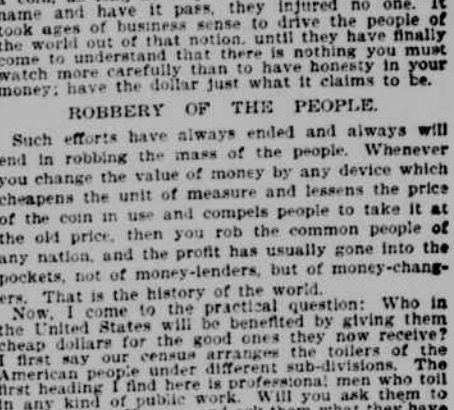 name and have it pass, they injured no one. It
took ages of business sense to drive the people of
the world out of that notion, until they have finally
come to understand that there is nothing you must
watch more carefully than to have honesty in your
money; have the dollar just what it claims to be.
ROBBERY OF THE PEOPLE.
Such efforts have always ended and always will
end in robbing the mass of the people. Whenever
you change the value of money by any device which
cheapens the unit of measure and lessens the price
of the coin in use and compels people to take it at
the old price, then you rob the common people of
any nation, and the profit has usually gone into the
pockets, not of money-lenders, but of money-chang-
ers. That is the history of the world.
Now, I come to the practical question: Who in
the United States will be benefited by giving them
cheap dollars for the good ones they now receive?
I first say our census arranges the toilers of the
American people under different sub-divisions. The
first heading I find here is professional men who toil
in any kind of public work. Will you ask them to
ask them what they have